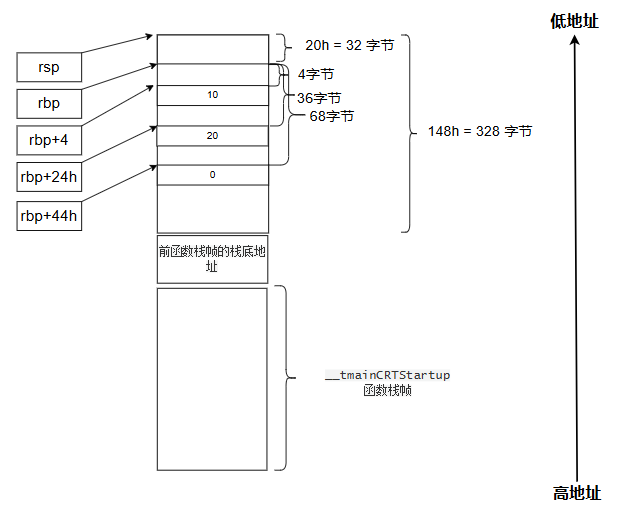 低地址
20h = 32 字节
rsp
4字节
rbp
10
36字节
68字节
148h = 328 字节
rbp+4
20
rbp+24h
0
rbp+44h
前函数栈帧的栈底地
址
__tmainCRTStartup
函数栈帧
高地址